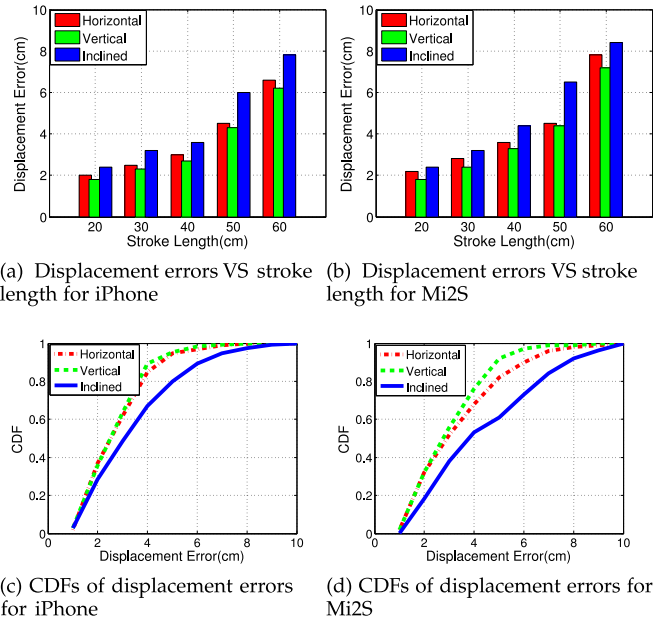 10
8
6
4
2
0
Displacement Error(cm)
Horizontal
Vertical
Inclined
20 30 40 50 60
Stroke Length(cm)
(a) Displacement errors VS stroke
length for iPhone
10
8
6
4
2
0
Displacement Error(cm)
Horizontal
Vertical
Inclined
20 30 40 50 60
Stroke Length(cm)
(b) Displacement errors VS stroke
length for Mi2S
1
0.8
0.6
0.4
0.2
0
CDF
Horizontal
Vertical
Inclined
0 2 4 6 8 10
Displacement Error(cm)
(c) CDFs of displacement errors
for iPhone
1
0.8
0.6
0.4
0.2
0
CDF
Horizontal
Vertical
Inclined
0 2 4 6 8 10
Displacement Error(cm)
(d) CDFs of displacement errors for
Mi2S